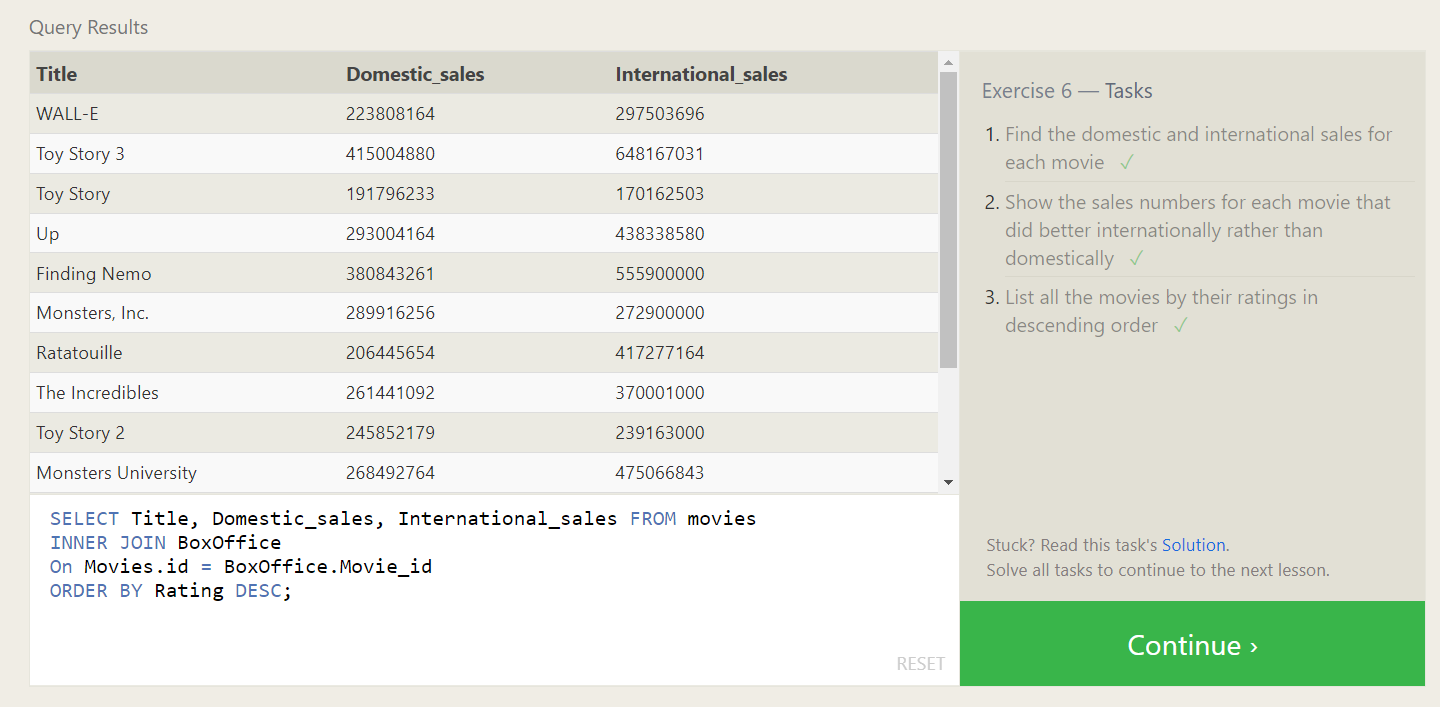 Query Results
Title Domestic_sales International_sales
WALL-E 223808164 297503696
Toy Story 3 415004880 648167031
Toy Story 191796233 170162503
Up 293004164 438338580
Finding Nemo 380843261 555900000
Monsters, Inc. 289916256 272900000
Ratatouille 206445654 417277164
The Incredibles 261441092 370001000
Toy Story 2 245852179 239163000
Monsters University 268492764 475066843
SELECT Title, Domestic_sales, International_sales FROM movies
INNER JOIN BoxOffice
On Movies.id = BoxOffice.Movie_id
ORDER BY Rating DESC;
RESET
Exercise 6 — Tasks
1. Find the domestic and international sales for
each movie ✓
2. Show the sales numbers for each movie that
did better internationally rather than
domestically ✓
3. List all the movies by their ratings in
descending order ✓
Stuck? Read this task's Solution.
Solve all tasks to continue to the next lesson.
Continue ›